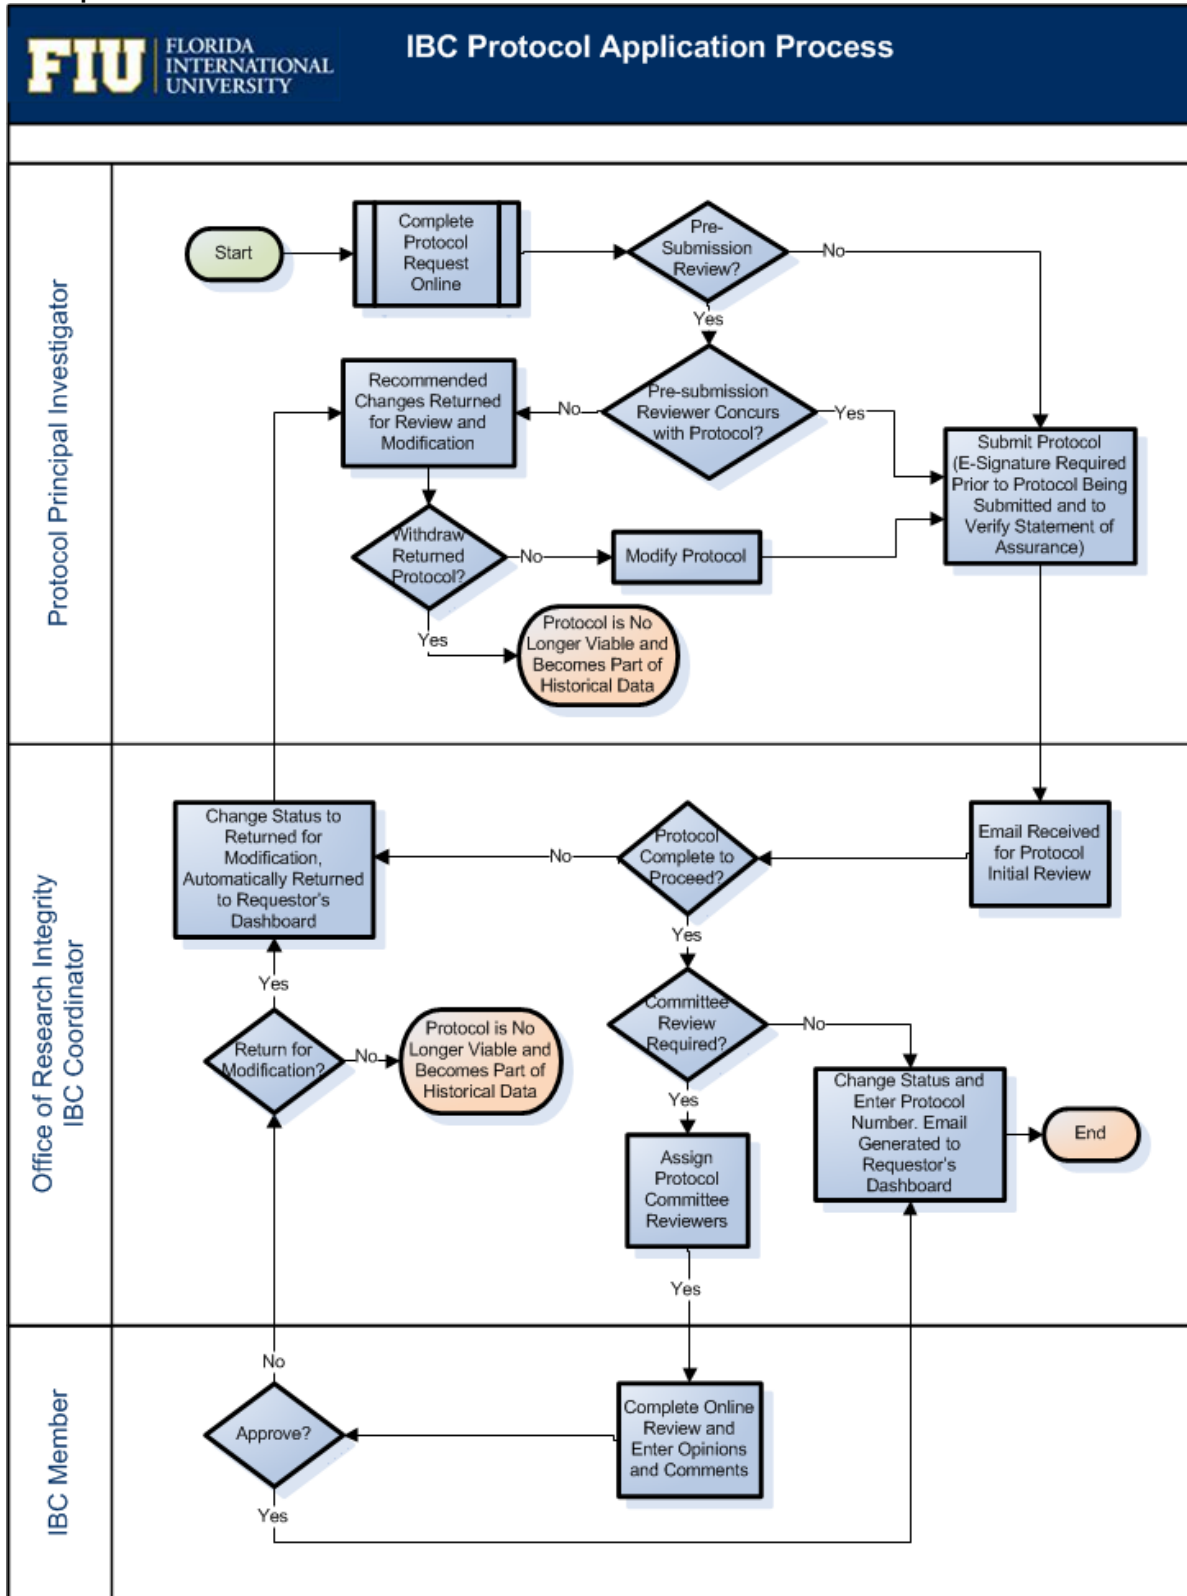 FIU
FLORIDA
INTERNATIONAL
UNIVERSITY
IBC Protocol Application Process
Protocol Principal Investigator
Start
Complete
Protocol
Request
Online
Pre-
Submission
Review?
No
Yes
Recommended
Changes Returned
for Review and
Modification
No
Pre-submission
Reviewer Concurs
with Protocol?
Yes
Submit Protocol
(E-Signature Required
Prior to Protocol Being
Submitted and to
Verify Statement of
Assurance)
Withdraw
Returned
Protocol?
No
Modify Protocol
Yes
Protocol is No
Longer Viable and
Becomes Part of
Historical Data
Office of Research Integrity
IBC Coordinator
Change Status to
Returned for
Modification,
Automatically Returned
to Requestor's
Dashboard
No
Protocol
Complete to
Proceed?
Email Received
for Protocol
Initial Review
Yes
Yes
Return for
Modification?
No
Protocol is No
Longer Viable and
Becomes Part of
Historical Data
Committee
Review
Required?
No
Yes
Change Status and
Enter Protocol
Number. Email
Generated to
Requestor's
Dashboard
End
Assign
Protocol
Committee
Reviewers
Yes
IBC Member
No
Approve?
Complete Online
Review and
Enter Opinions
and Comments
Yes